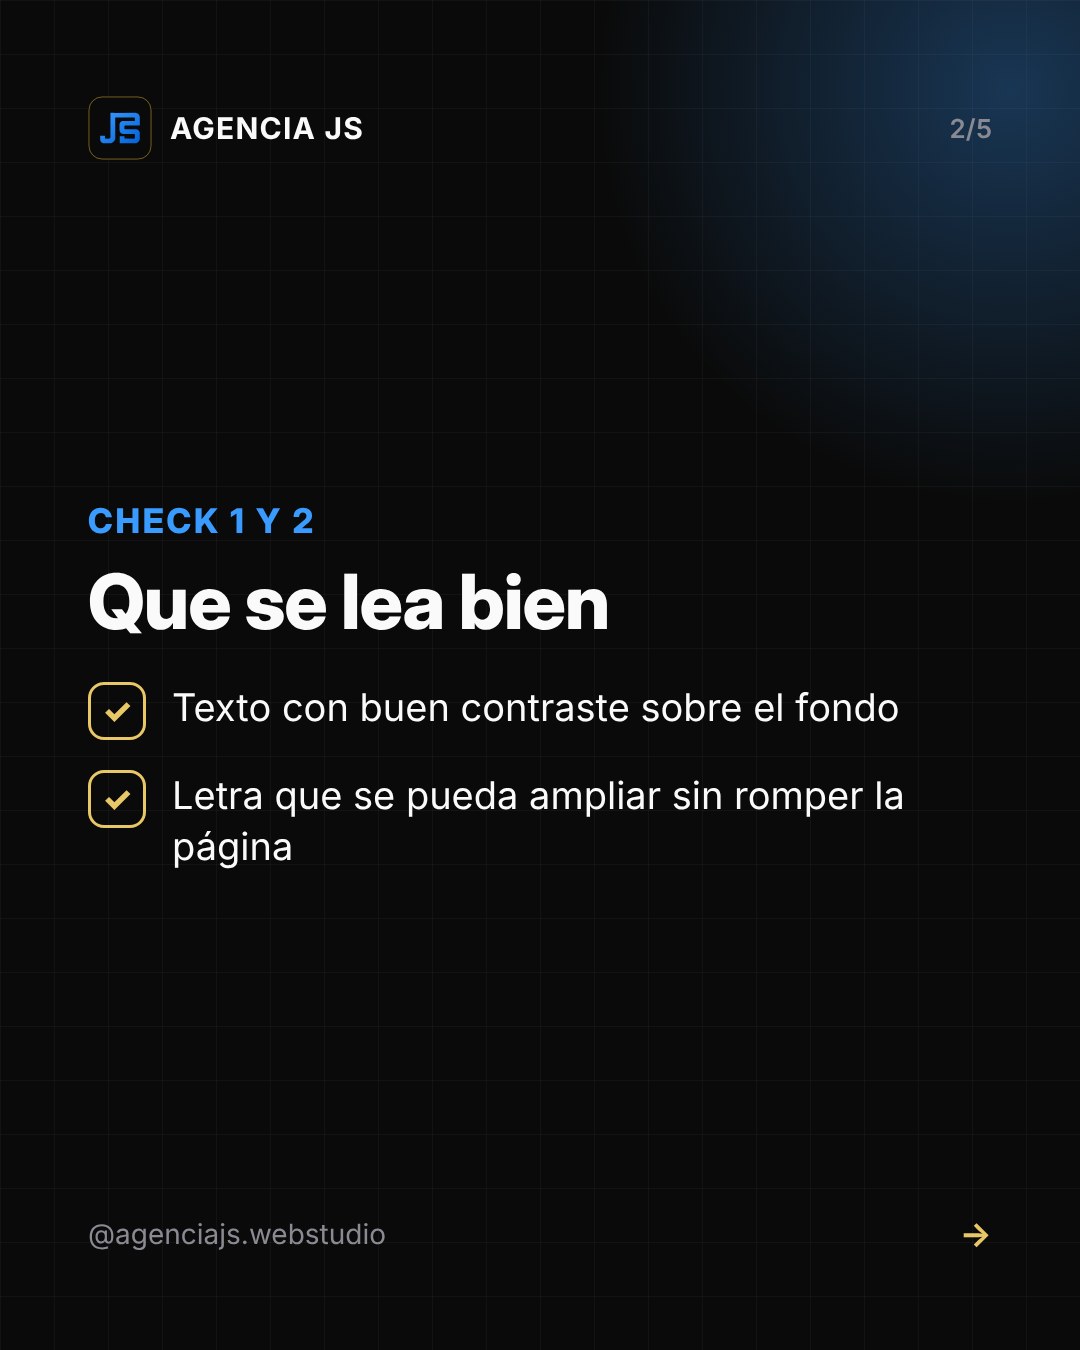 JS AGENCIA JS
2/5
CHECK 1 Y 2
Que se lea bien
Texto con buen contraste sobre el fondo
Letra que se pueda ampliar sin romper la
página
@agenciajs.webstudio